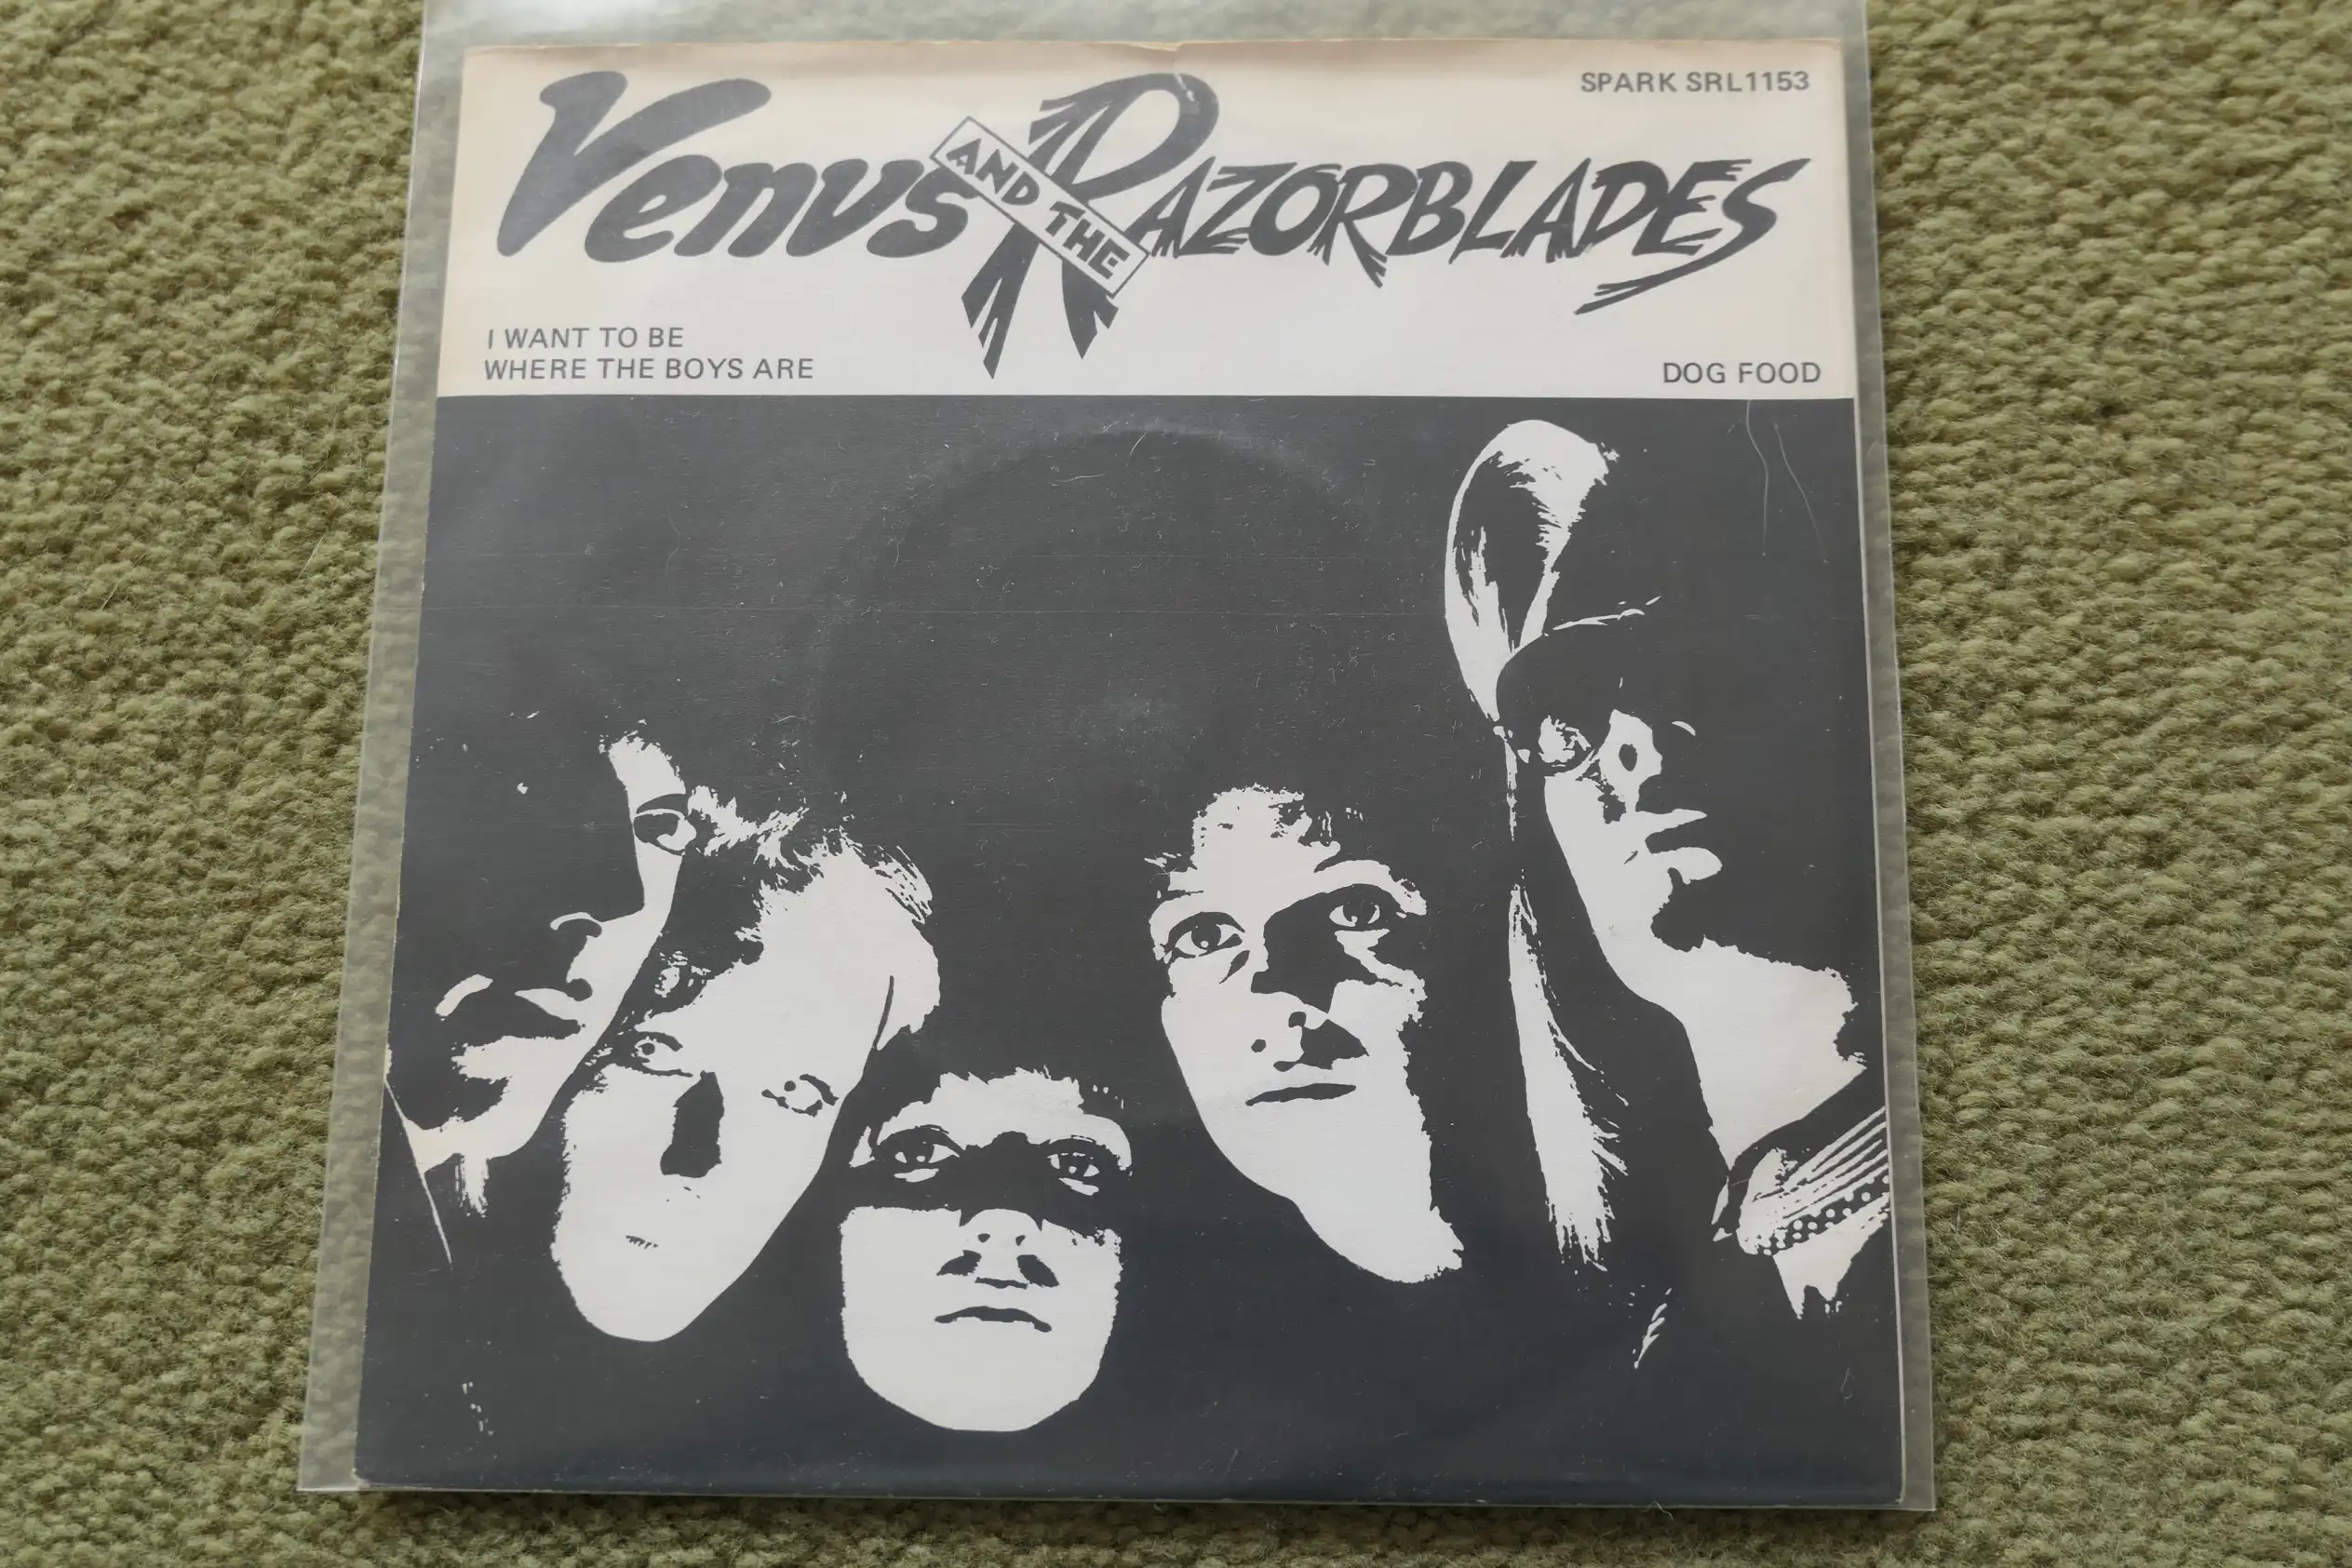 SPARK SRL1153
Venus AND THE RAZORBLADES
I WANT TO BE
WHERE THE BOYS ARE
DOG FOOD